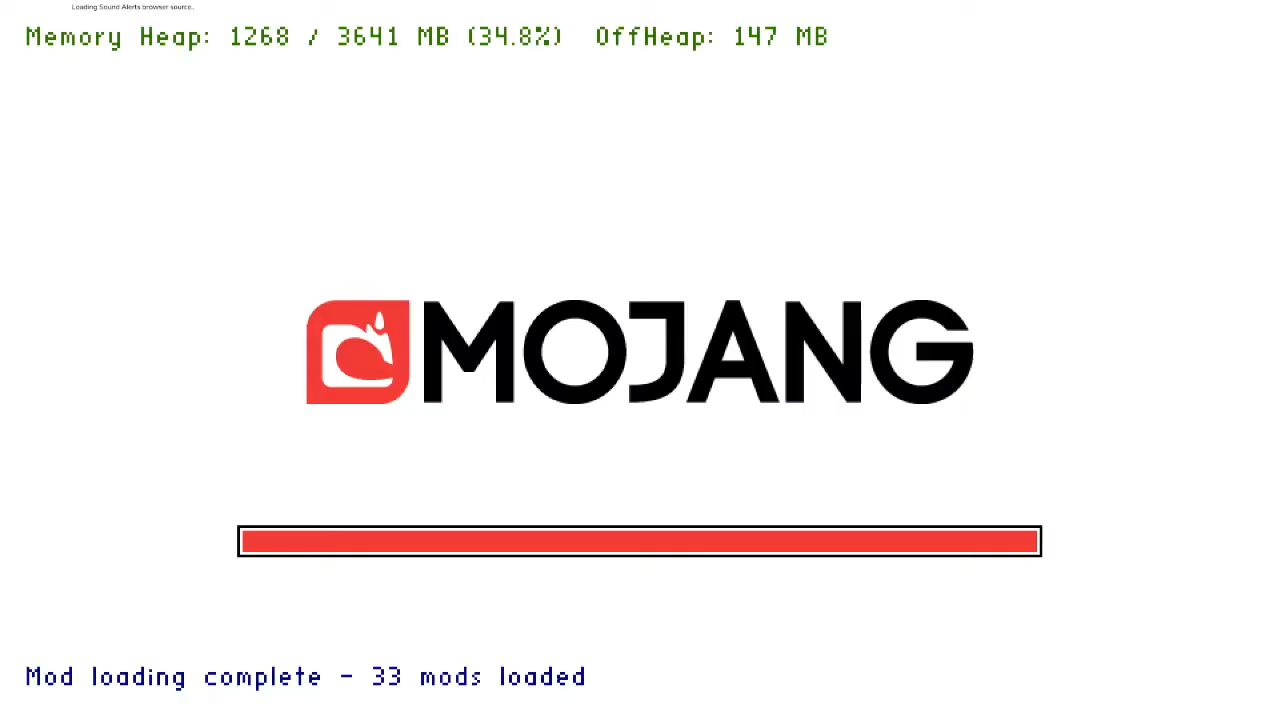 Loading Sound Alerts browser source..
Memory Heap: 1268 / 3641 MB (34.8%)  OffHeap: 147 MB
MOJANG
Mod loading complete - 33 mods loaded